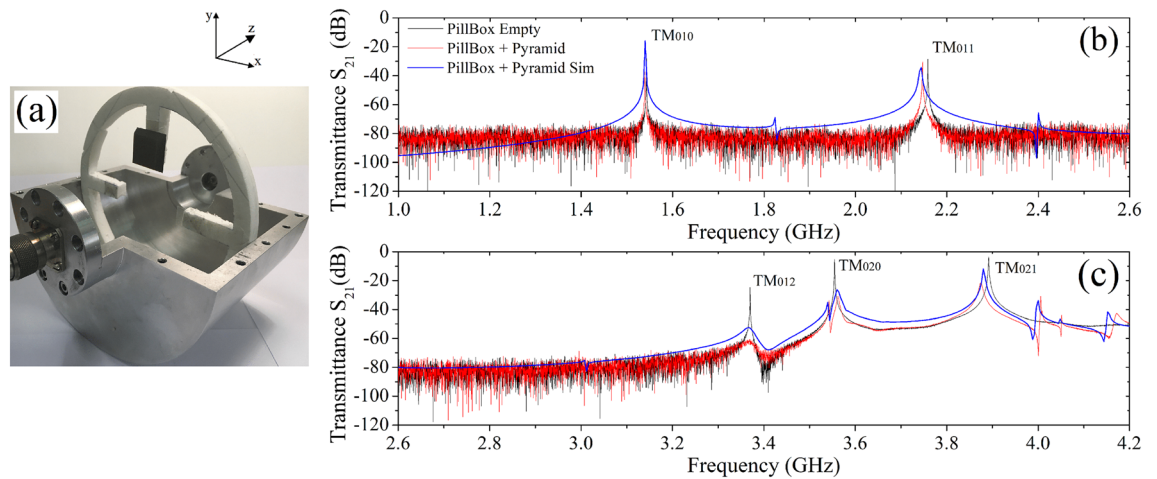 y
z
x
(a)
Transmittance S21 (dB)
0
-20
-40
-60
-80
-100
-120
PillBox Empty
PillBox + Pyramid
PillBox + Pyramid Sim
TM010
TM011
(b)
1.0 1.2 1.4 1.6 1.8 2.0 2.2 2.4 2.6
Frequency (GHz)
Transmittance S21 (dB)
0
-20
-40
-60
-80
-100
-120
TM012
TM020
TM021
(c)
2.6 2.8 3.0 3.2 3.4 3.6 3.8 4.0 4.2
Frequency (GHz)